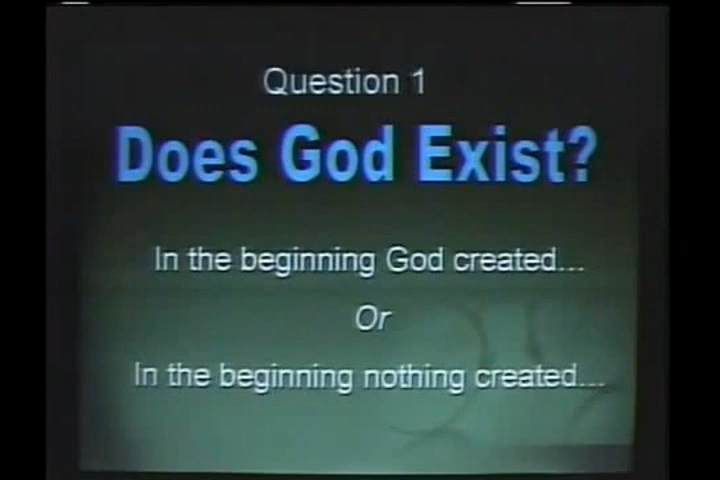 Question 1
Does God Exist?
In the beginning God created...
Or
In the beginning nothing created...